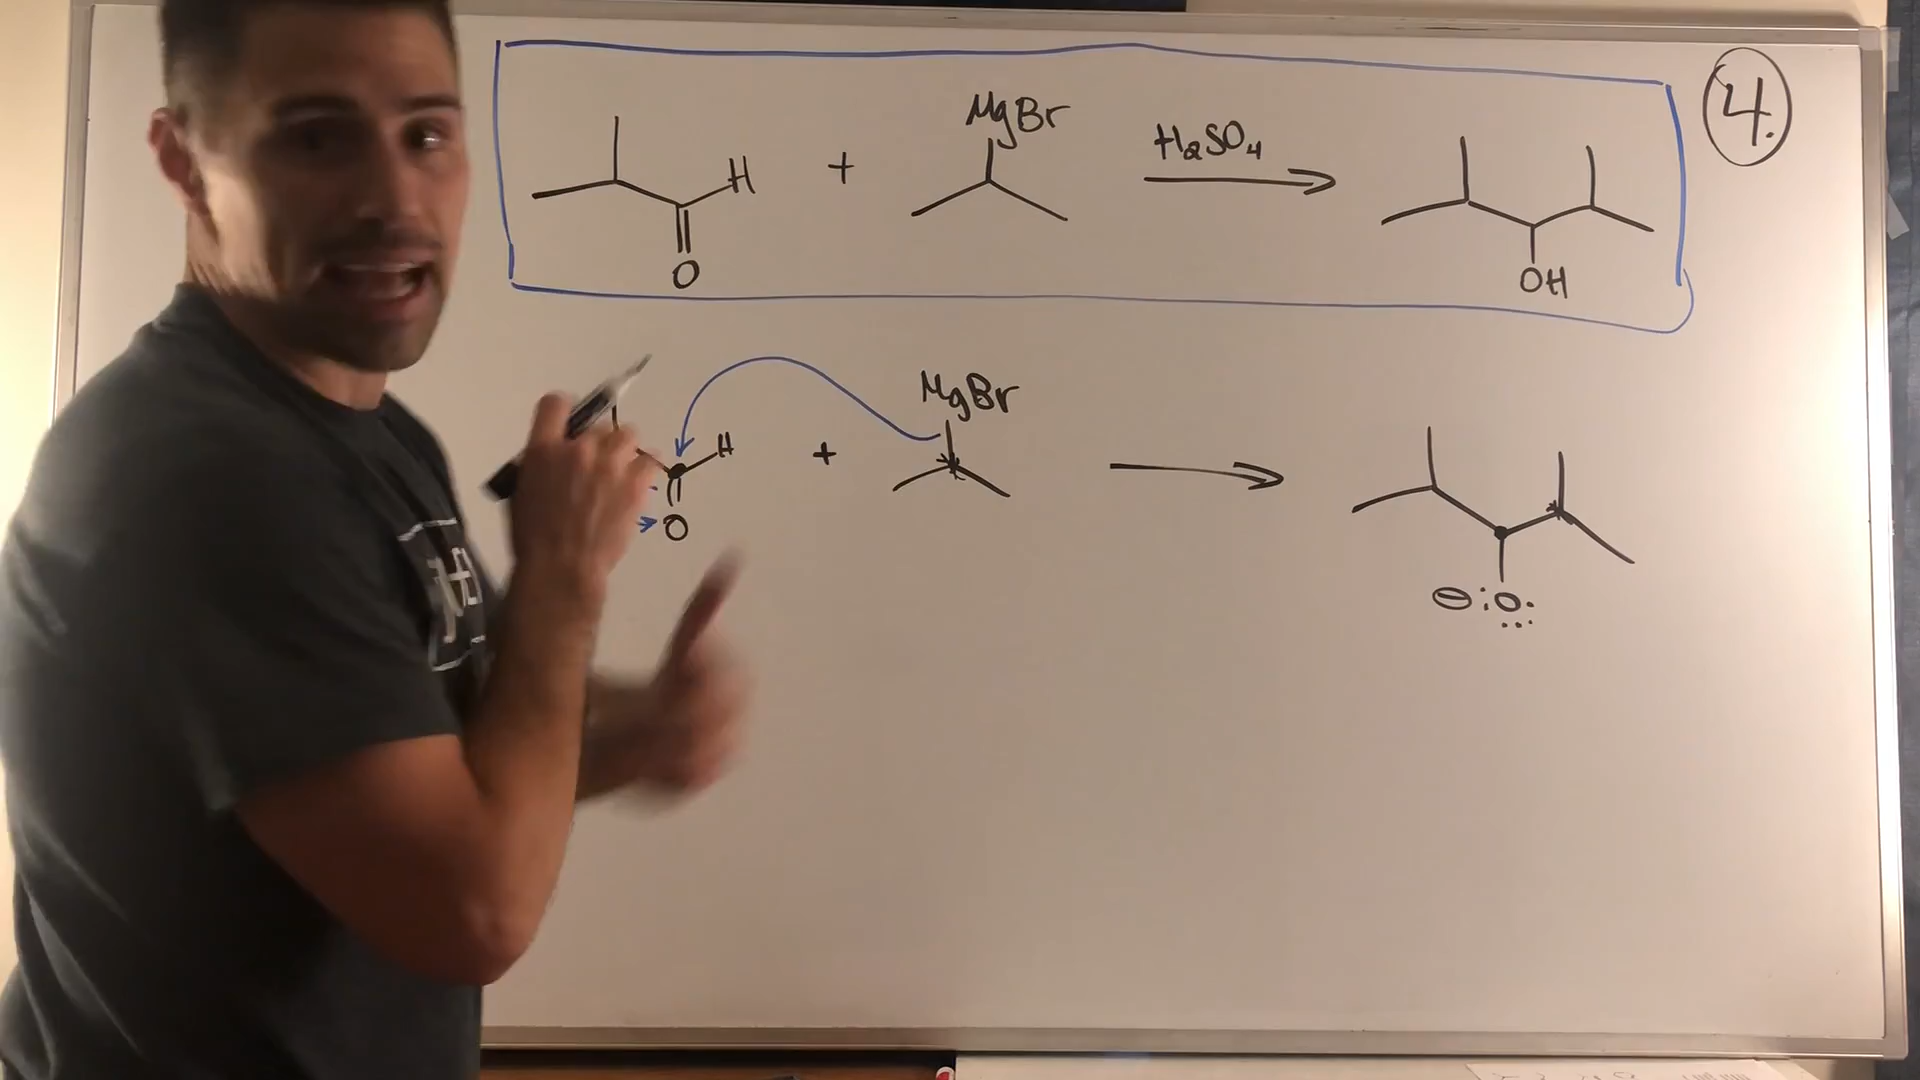 4.
MgBr
H + H₂SO₄
O OH
MgBr
H +
O ⊖:O: